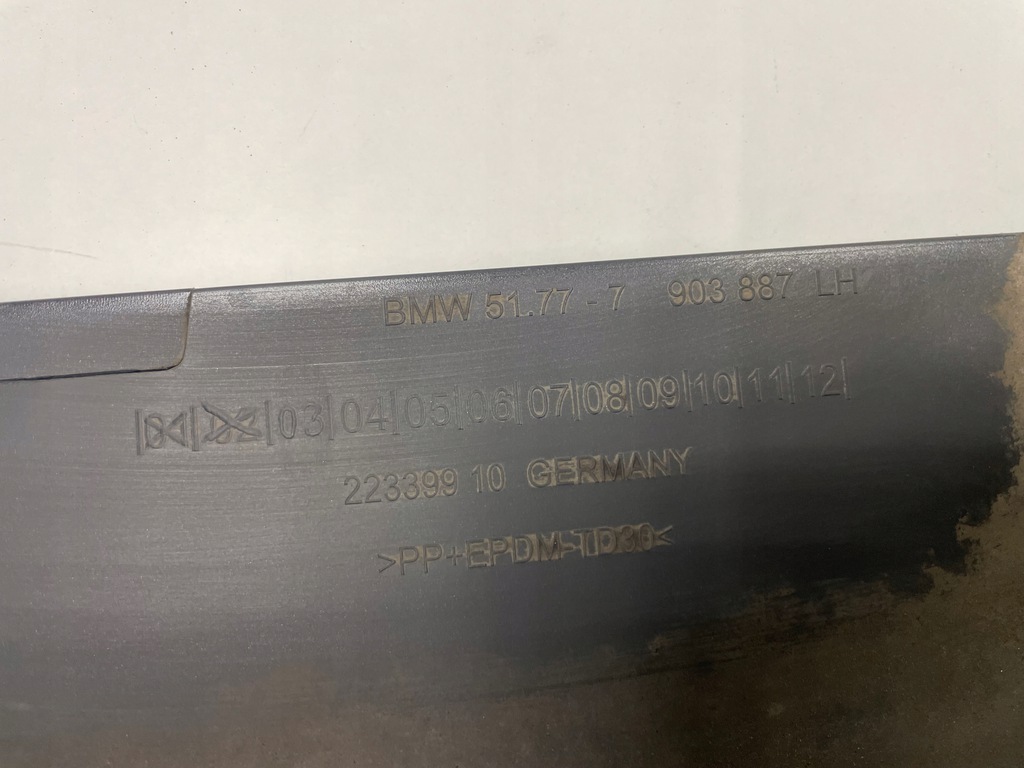 BMW 51.77 - 7 903 887 LH
|03|04|05|06|07|08|09|10|11|12|
223399 10 GERMANY
>PP+EPDM-TD30<